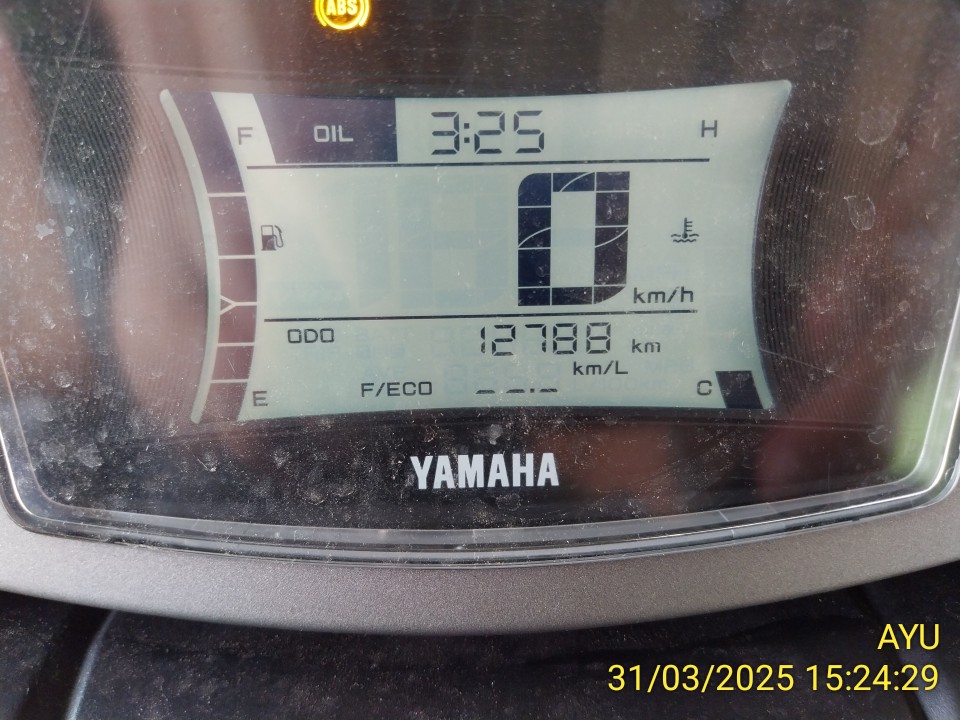 ABS
F OIL 3:25 H
0 km/h
ODO 12788 km
km/L
E F/ECO --.- C
YAMAHA
AYU
31/03/2025 15:24:29